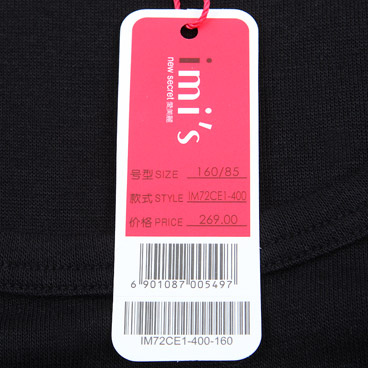 imi's
new secret 爱美丽
号型 SIZE 160/85
款式 STYLE IM72CE1-400
价格 PRICE 269.00
6 901087 005497
IM72CE1-400-160